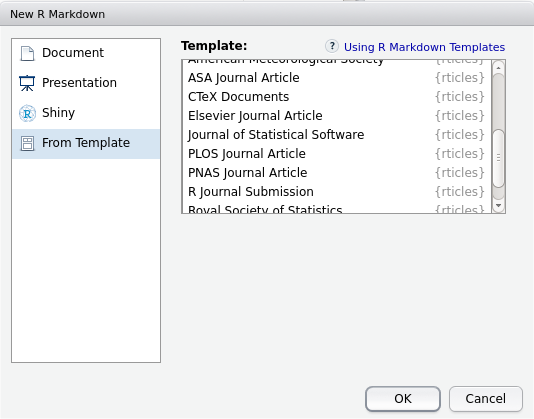 New R Markdown
Document
Presentation
Shiny
From Template
Template:
? Using R Markdown Templates
American Meteorological Society {rticles}
ASA Journal Article {rticles}
CTeX Documents {rticles}
Elsevier Journal Article {rticles}
Journal of Statistical Software {rticles}
PLOS Journal Article {rticles}
PNAS Journal Article {rticles}
R Journal Submission {rticles}
Royal Society of Statistics {rticles}
OK
Cancel